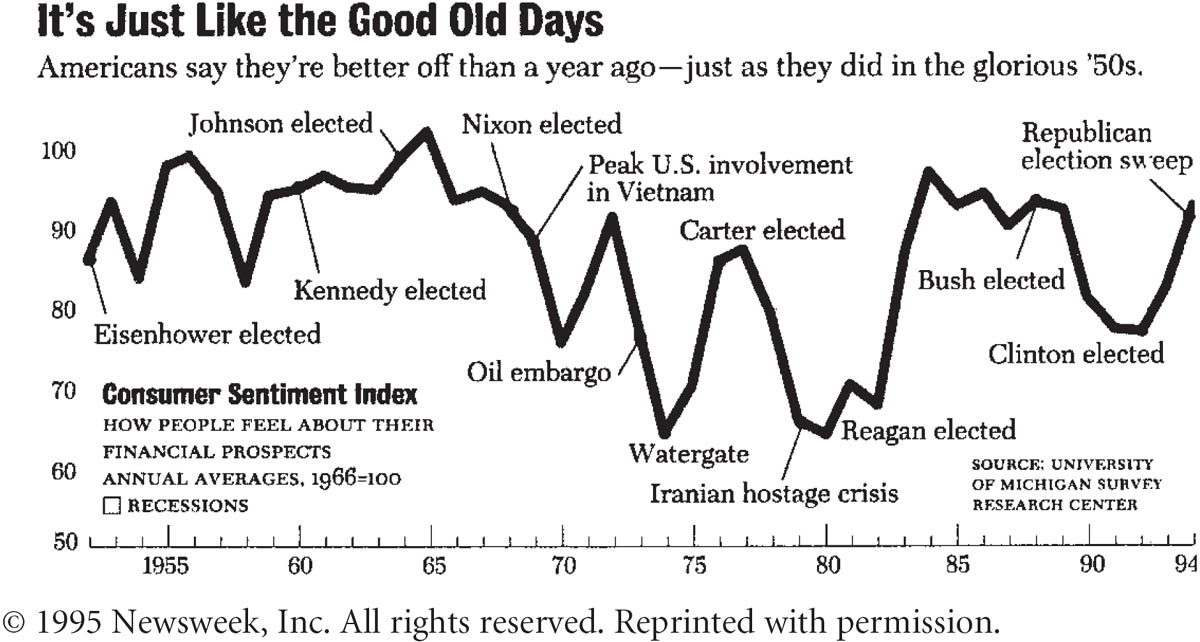 It's Just Like the Good Old Days
Americans say they're better off than a year ago—just as they did in the glorious '50s.
Johnson elected
Nixon elected
Republican
election sweep
100
Peak U.S. involvement
in Vietnam
90
Carter elected
Kennedy elected
Bush elected
80
Eisenhower elected
Clinton elected
Oil embargo
70
Consumer Sentiment Index
HOW PEOPLE FEEL ABOUT THEIR
FINANCIAL PROSPECTS
ANNUAL AVERAGES, 1966=100
RECESSIONS
Reagan elected
Watergate
60
Iranian hostage crisis
SOURCE: UNIVERSITY
OF MICHIGAN SURVEY
RESEARCH CENTER
50
1955 60 65 70 75 80 85 90 94
© 1995 Newsweek, Inc. All rights reserved. Reprinted with permission.